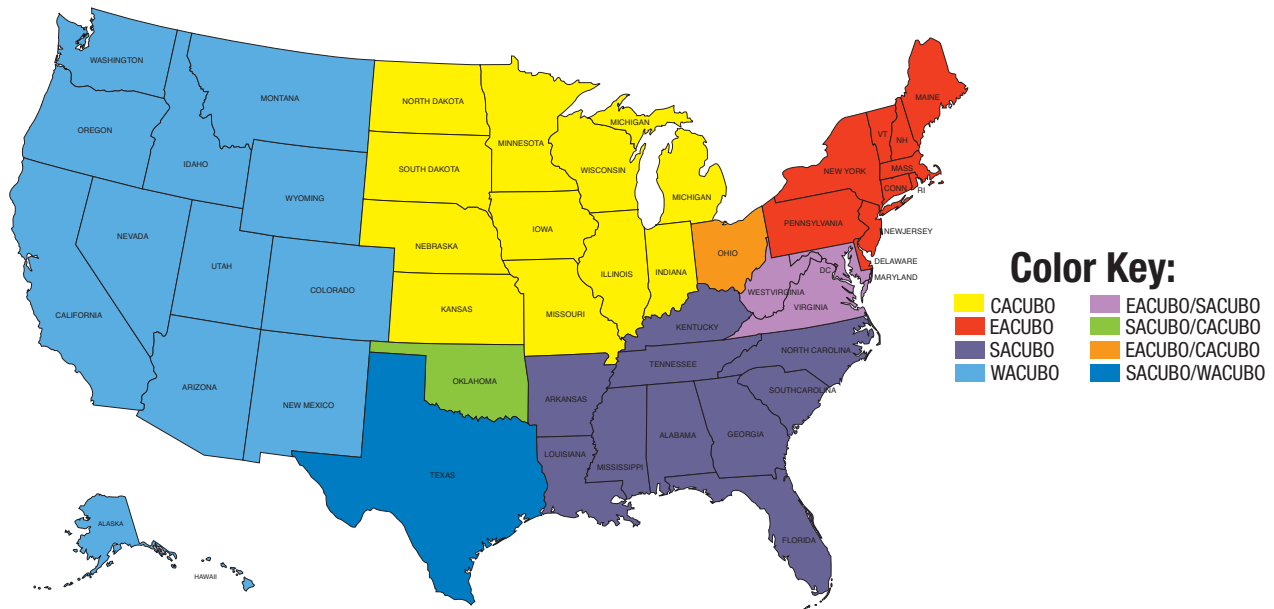 WASHINGTON
MONTANA
NORTH DAKOTA
MINNESOTA
MICHIGAN
MAINE
OREGON
IDAHO
SOUTH DAKOTA
WISCONSIN
MICHIGAN
VT
NH
NEW YORK
MASS
CONN
RI
WYOMING
NEBRASKA
IOWA
PENNSYLVANIA
NEWJERSEY
NEVADA
UTAH
COLORADO
ILLINOIS
INDIANA
OHIO
DELAWARE
MARYLAND
DC
WESTVIRGINIA
VIRGINIA
CALIFORNIA
KANSAS
MISSOURI
KENTUCKY
ARIZONA
NEW MEXICO
OKLAHOMA
ARKANSAS
TENNESSEE
NORTH CAROLINA
SOUTHCAROLINA
TEXAS
LOUISIANA
MISSISSIPPI
ALABAMA
GEORGIA
FLORIDA
ALASKA
HAWAII
Color Key:
CACUBO
EACUBO
SACUBO
WACUBO
EACUBO/SACUBO
SACUBO/CACUBO
EACUBO/CACUBO
SACUBO/WACUBO